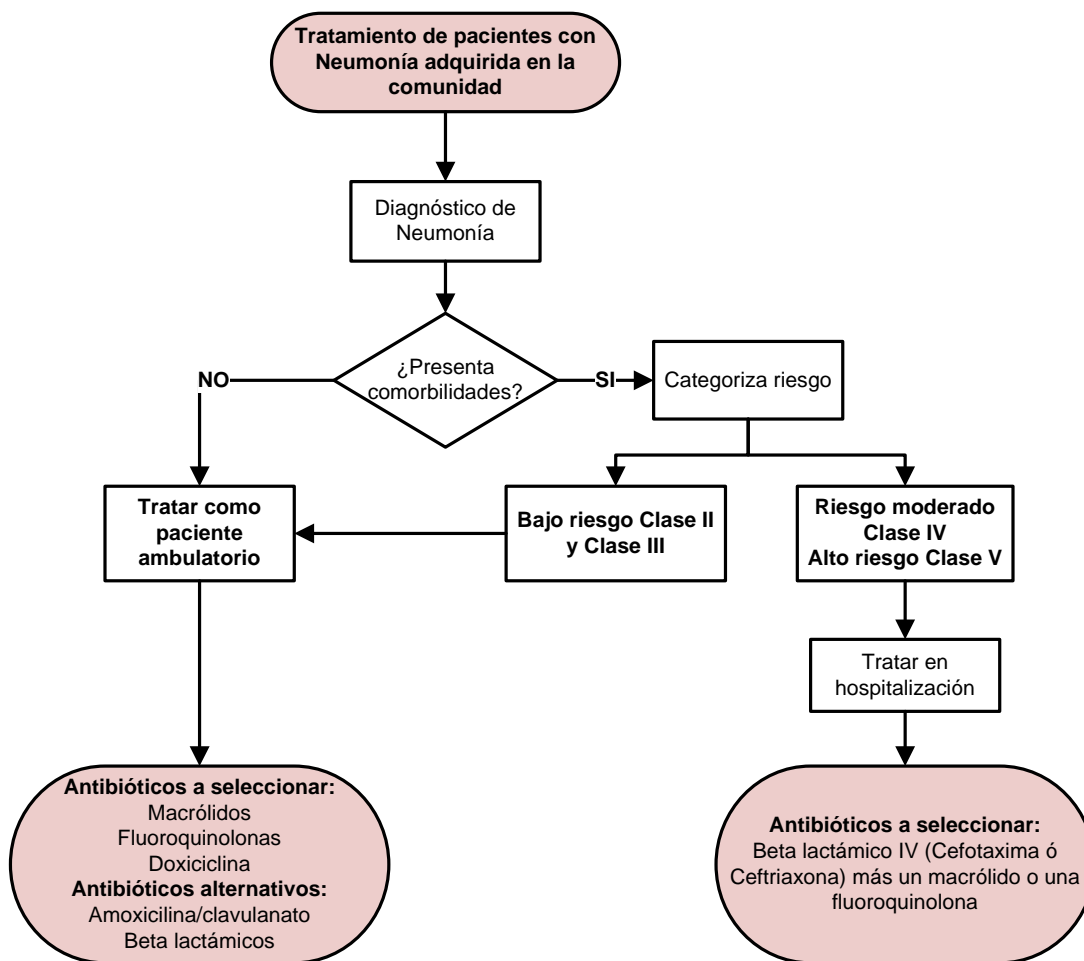 Tratamiento de pacientes con
Neumonía adquirida en la
comunidad
Diagnóstico de
Neumonía
¿Presenta
comorbilidades?
NO
SI
Categoriza riesgo
Tratar como
paciente
ambulatorio
Bajo riesgo Clase II
y Clase III
Riesgo moderado
Clase IV
Alto riesgo Clase V
Tratar en
hospitalización
Antibióticos a seleccionar:
Macrólidos
Fluoroquinolonas
Doxiciclina
Antibióticos alternativos:
Amoxicilina/clavulanato
Beta lactámicos
Antibióticos a seleccionar:
Beta lactámico IV (Cefotaxima ó
Ceftriaxona) más un macrólido o una
fluoroquinolona